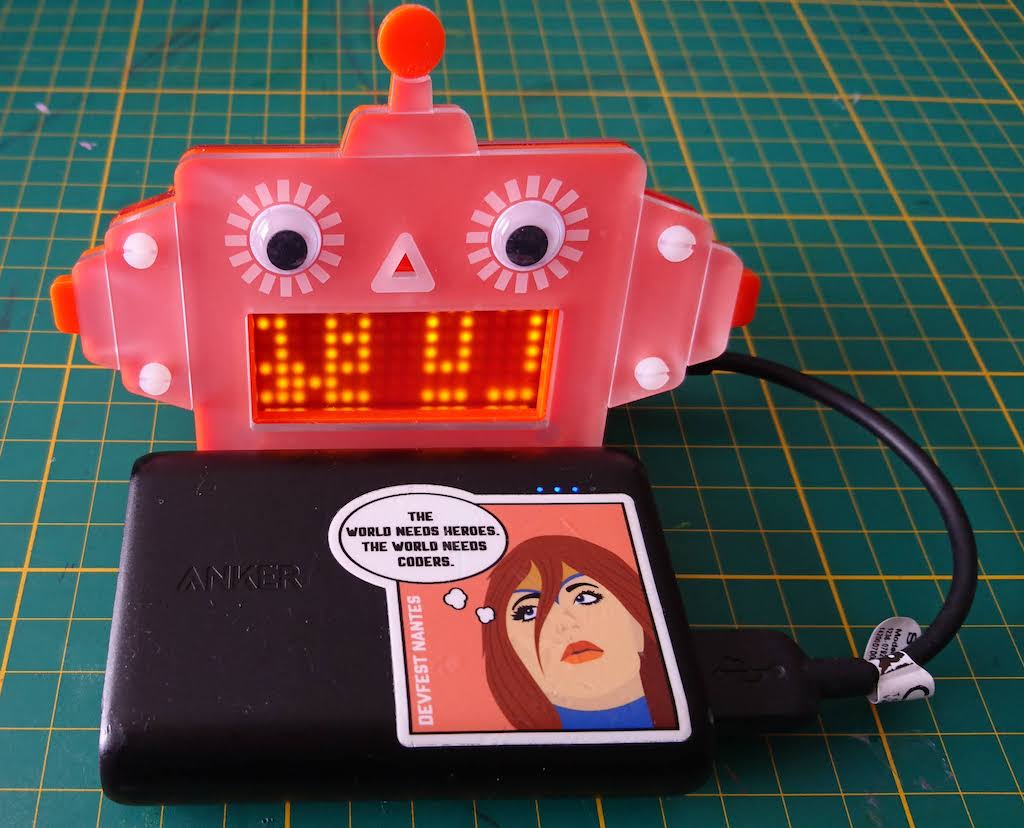 THE
WORLD NEEDS HEROES.
THE WORLD NEEDS
CODERS.
ANKER
DEVFEST NANTES